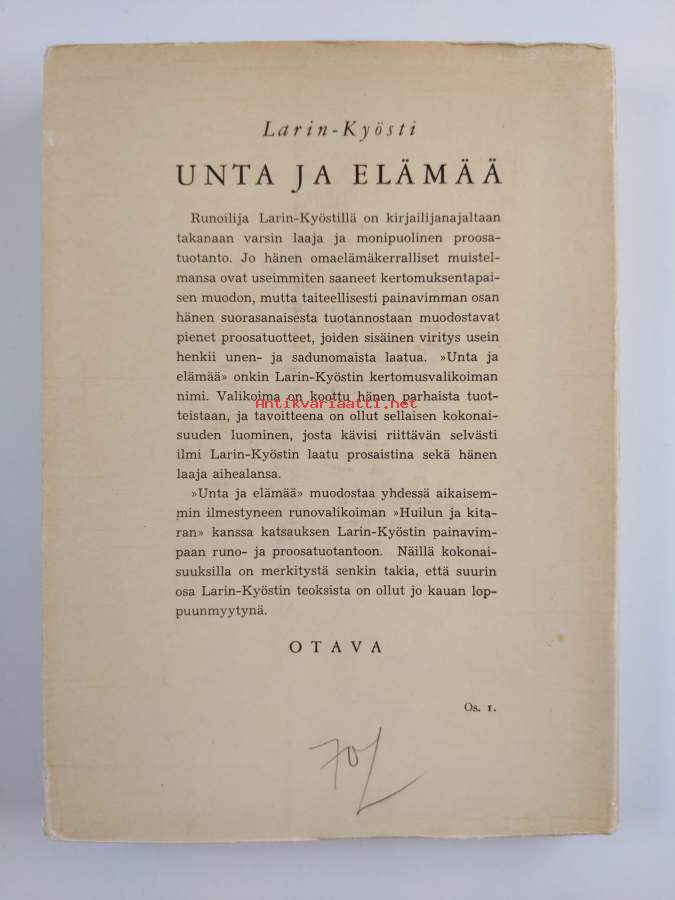 Larin-Kyösti
UNTA JA ELÄMÄÄ
Runoilija Larin-Kyöstillä on kirjailijanajaltaan
takanaan varsin laaja ja monipuolinen proosa-
tuotanto. Jo hänen omaelämäkerralliset muistel-
mansa ovat useimmiten saaneet kertomuksentapai-
sen muodon, mutta taiteellisesti painavimman osan
hänen suorasanaisesta tuotannostaan muodostavat
pienet proosatuotteet, joiden sisäinen viritys usein
henkii unen- ja sadunomaista laatua. »Unta ja
elämää» onkin Larin-Kyöstin kertomusvalikoiman
nimi. Valikoima on koottu hänen parhaista tuot-
Antikvariaatti.net
teistaan, ja tavoitteena on ollut sellaisen kokonai-
suuden luominen, josta kävisi riittävän selvästi
ilmi Larin-Kyöstin laatu prosaistina sekä hänen
laaja aihealansa.
»Unta ja elämää» muodostaa yhdessä aikaisem-
min ilmestyneen runovalikoiman »Huilun ja kita-
ran» kanssa katsauksen Larin-Kyöstin painavim-
paan runo- ja proosatuotantoon. Näillä kokonai-
suuksilla on merkitystä senkin takia, että suurin
osa Larin-Kyöstin teoksista on ollut jo kauan lop-
puunmyytynä.
OTAVA
Os. 1.
70/